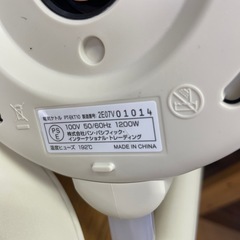 電気ケトル PTEKT10 製造番号: 2E07V01014
PS
E
100V 50/60Hz 1200W
株式会社パン・パシフィック・
インターナショナル・トレーディング
温度ヒューズ 192℃ MADE IN CHINA